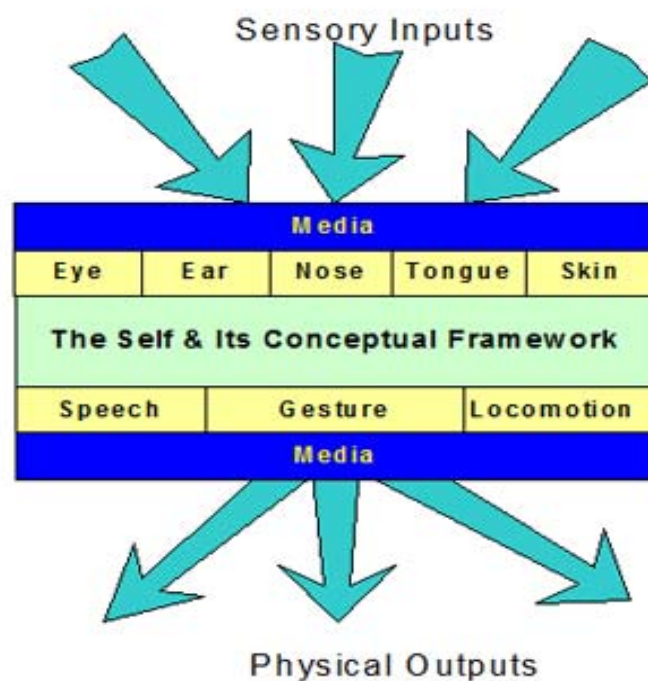 Sensory Inputs
Media
Eye Ear Nose Tongue Skin
The Self & Its Conceptual Framework
Speech Gesture Locomotion
Media
Physical Outputs